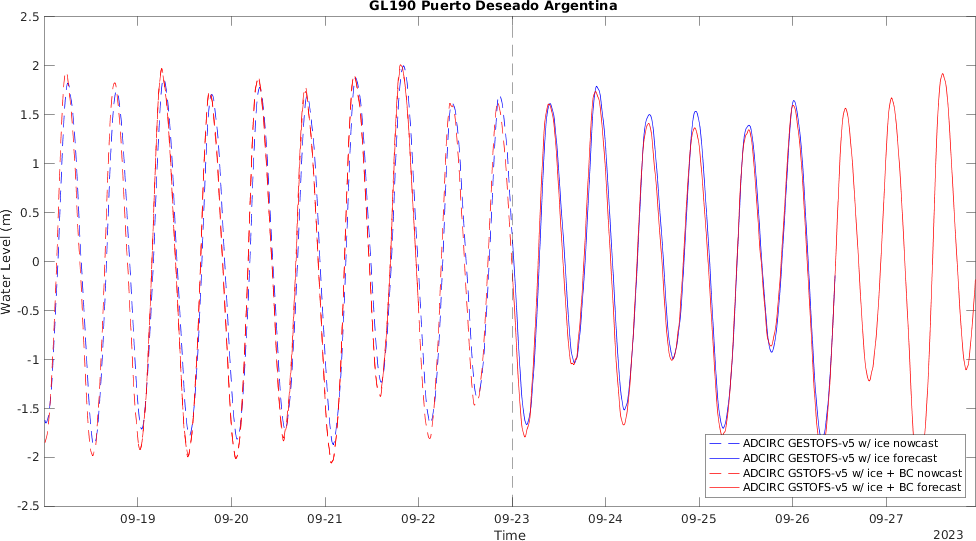 GL190 Puerto Deseado Argentina
2.5
2
1.5
1
0.5
0
-0.5
-1
-1.5
-2
-2.5
Water Level (m)
09-19 09-20 09-21 09-22 09-23 09-24 09-25 09-26 09-27
Time
2023
ADCIRC GESTOFS-v5 w/ ice nowcast
ADCIRC GESTOFS-v5 w/ ice forecast
ADCIRC GSTOFS-v5 w/ ice + BC nowcast
ADCIRC GSTOFS-v5 w/ ice + BC forecast